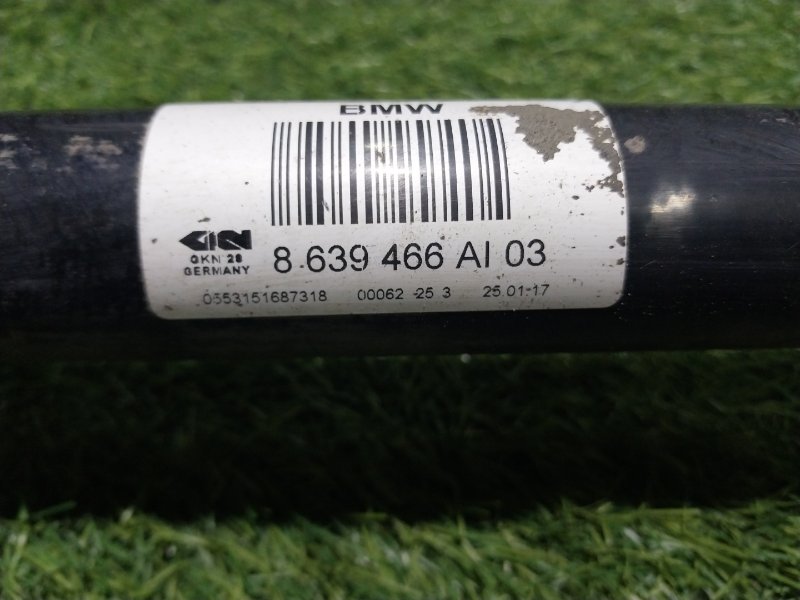 BMW
GKN
GKN 28
GERMANY
8 639 466 AI 03
0553151687318 00062 25 3 25.01.17